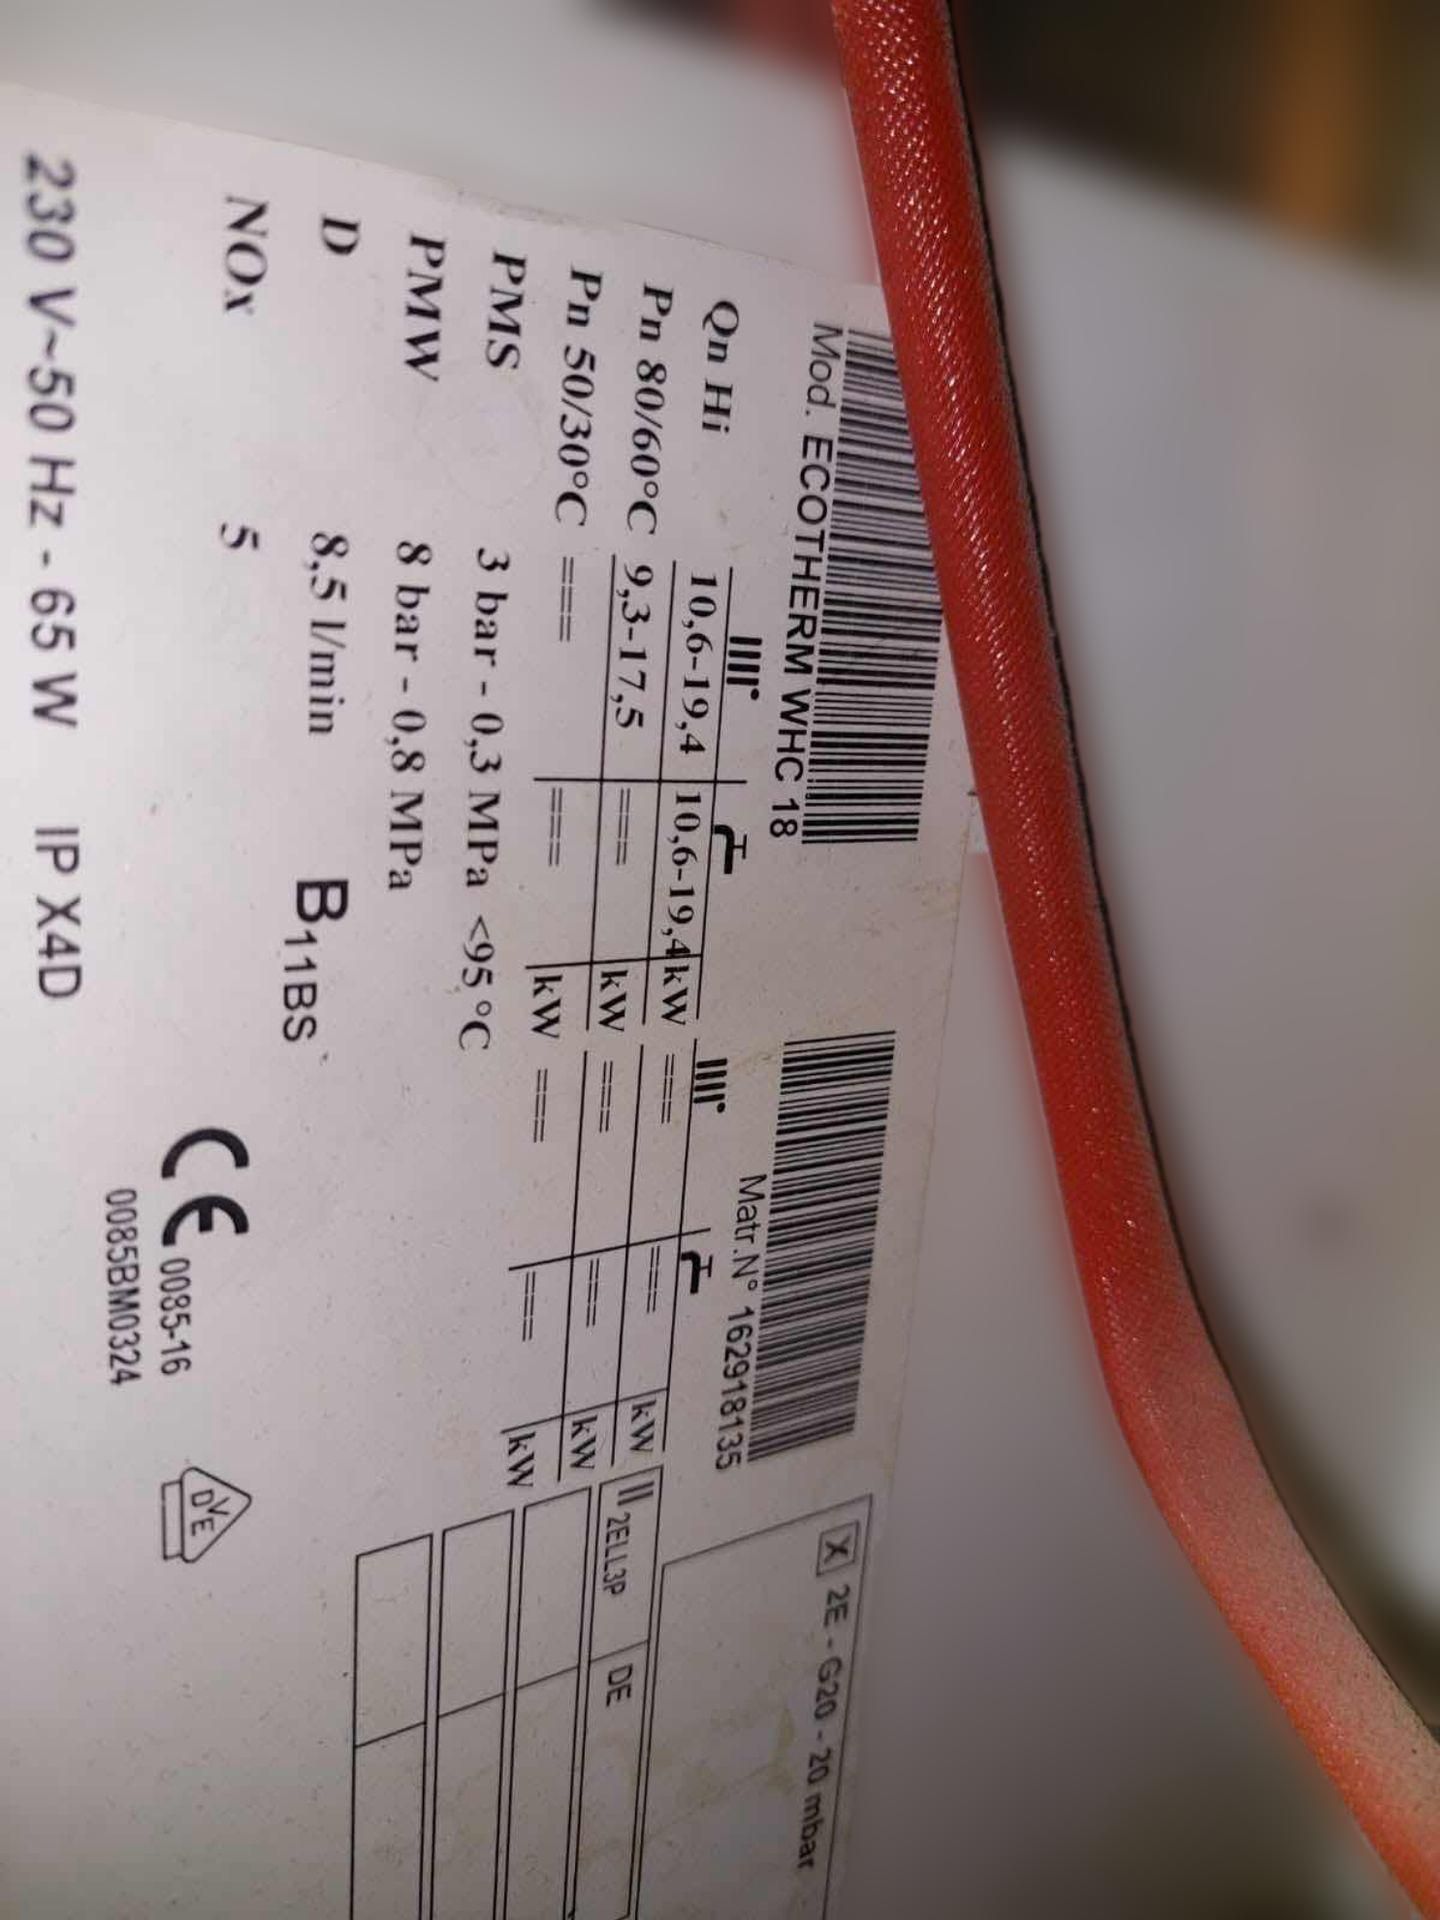 Mod. ECOTHERM WHC 18
Matr.N° 162918135
X 2E - G20 - 20 mbar
Qn Hi 10,6-19,4 10,6-19,4 kW === === kW
Pn 80/60°C 9,3-17,5 === kW === === kW
Pn 50/30°C === === kW === === kW
II 2ELL3P DE
PMS 3 bar - 0,3 MPa <95 °C
PMW 8 bar - 0,8 MPa
D 8,5 l/min B11BS
NOx 5
CE 0085-16
0085BM0324
DVE
230 V~50 Hz - 65 W IP X4D